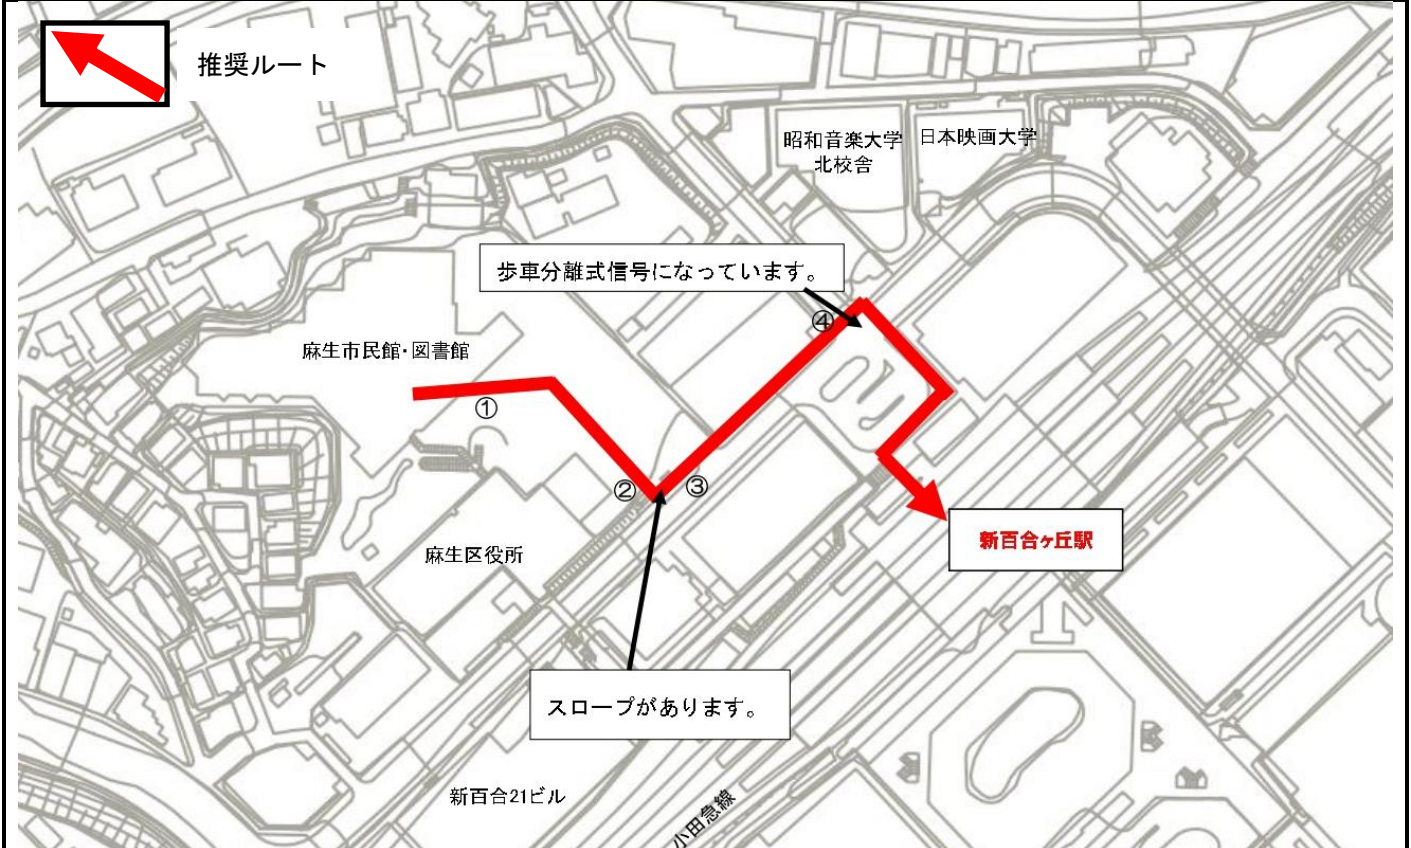 推奨ルート
昭和音楽大学
北校舎
日本映画大学
歩車分離式信号になっています。
④
麻生市民館・図書館
①
②
③
麻生区役所
新百合ヶ丘駅
スロープがあります。
新百合21ビル
小田急線